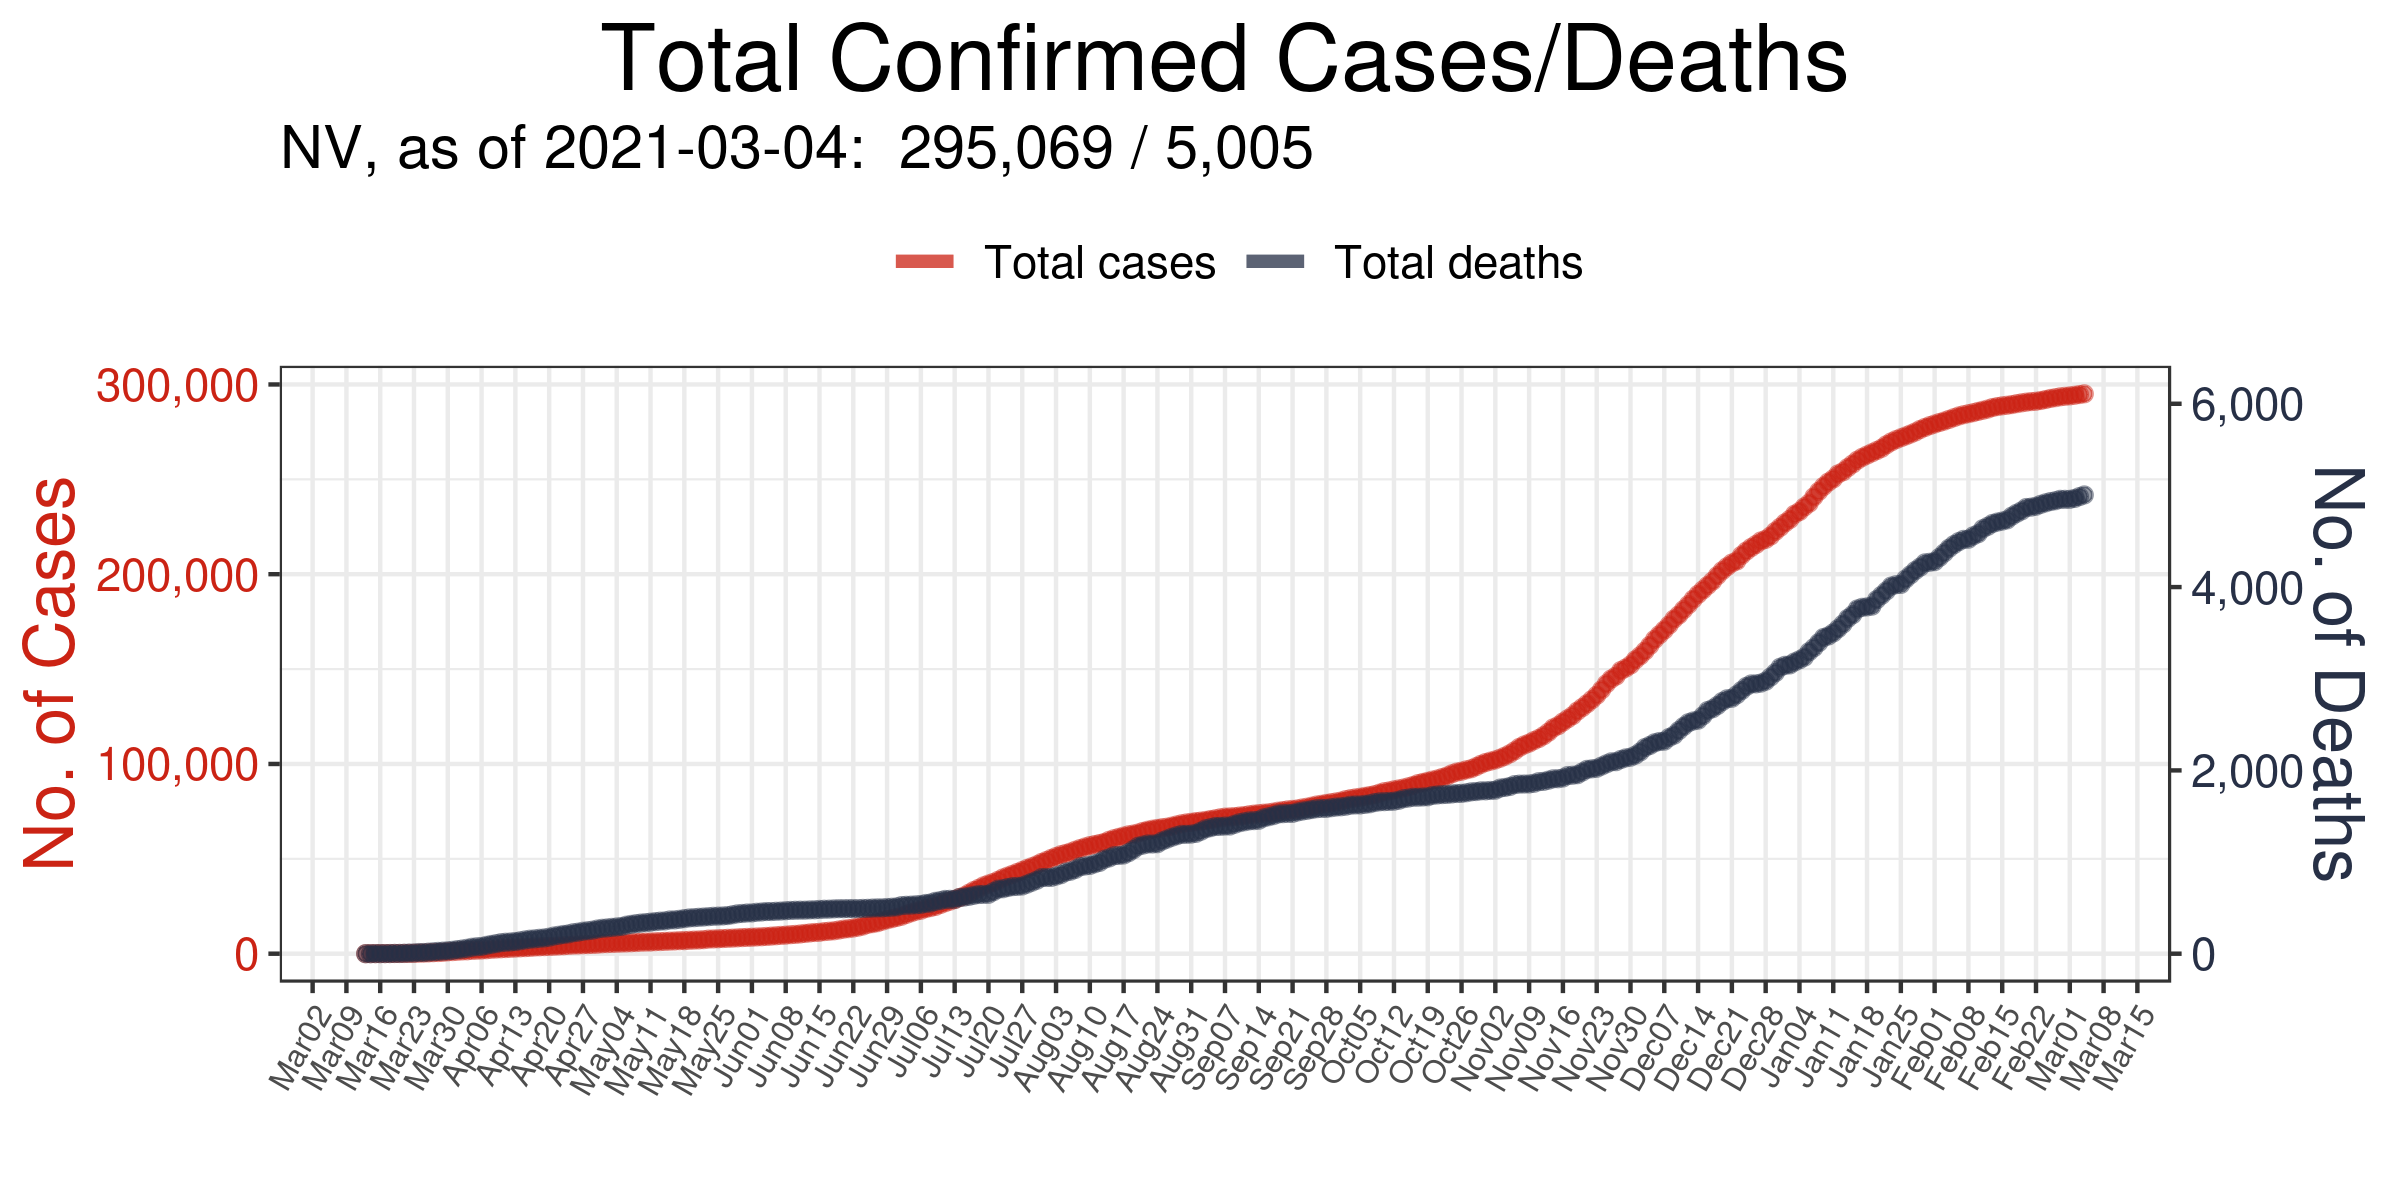 Total Confirmed Cases/Deaths
NV, as of 2021-03-04:  295,069 / 5,005
Total cases
Total deaths
No. of Cases
300,000
200,000
100,000
0
6,000
4,000
2,000
0
No. of Deaths
Mar02
Mar09
Mar16
Mar23
Mar30
Apr06
Apr13
Apr20
Apr27
May04
May11
May18
May25
Jun01
Jun08
Jun15
Jun22
Jun29
Jul06
Jul13
Jul20
Jul27
Aug03
Aug10
Aug17
Aug24
Aug31
Sep07
Sep14
Sep21
Sep28
Oct05
Oct12
Oct19
Oct26
Nov02
Nov09
Nov16
Nov23
Nov30
Dec07
Dec14
Dec21
Dec28
Jan04
Jan11
Jan18
Jan25
Feb01
Feb08
Feb15
Feb22
Mar01
Mar08
Mar15